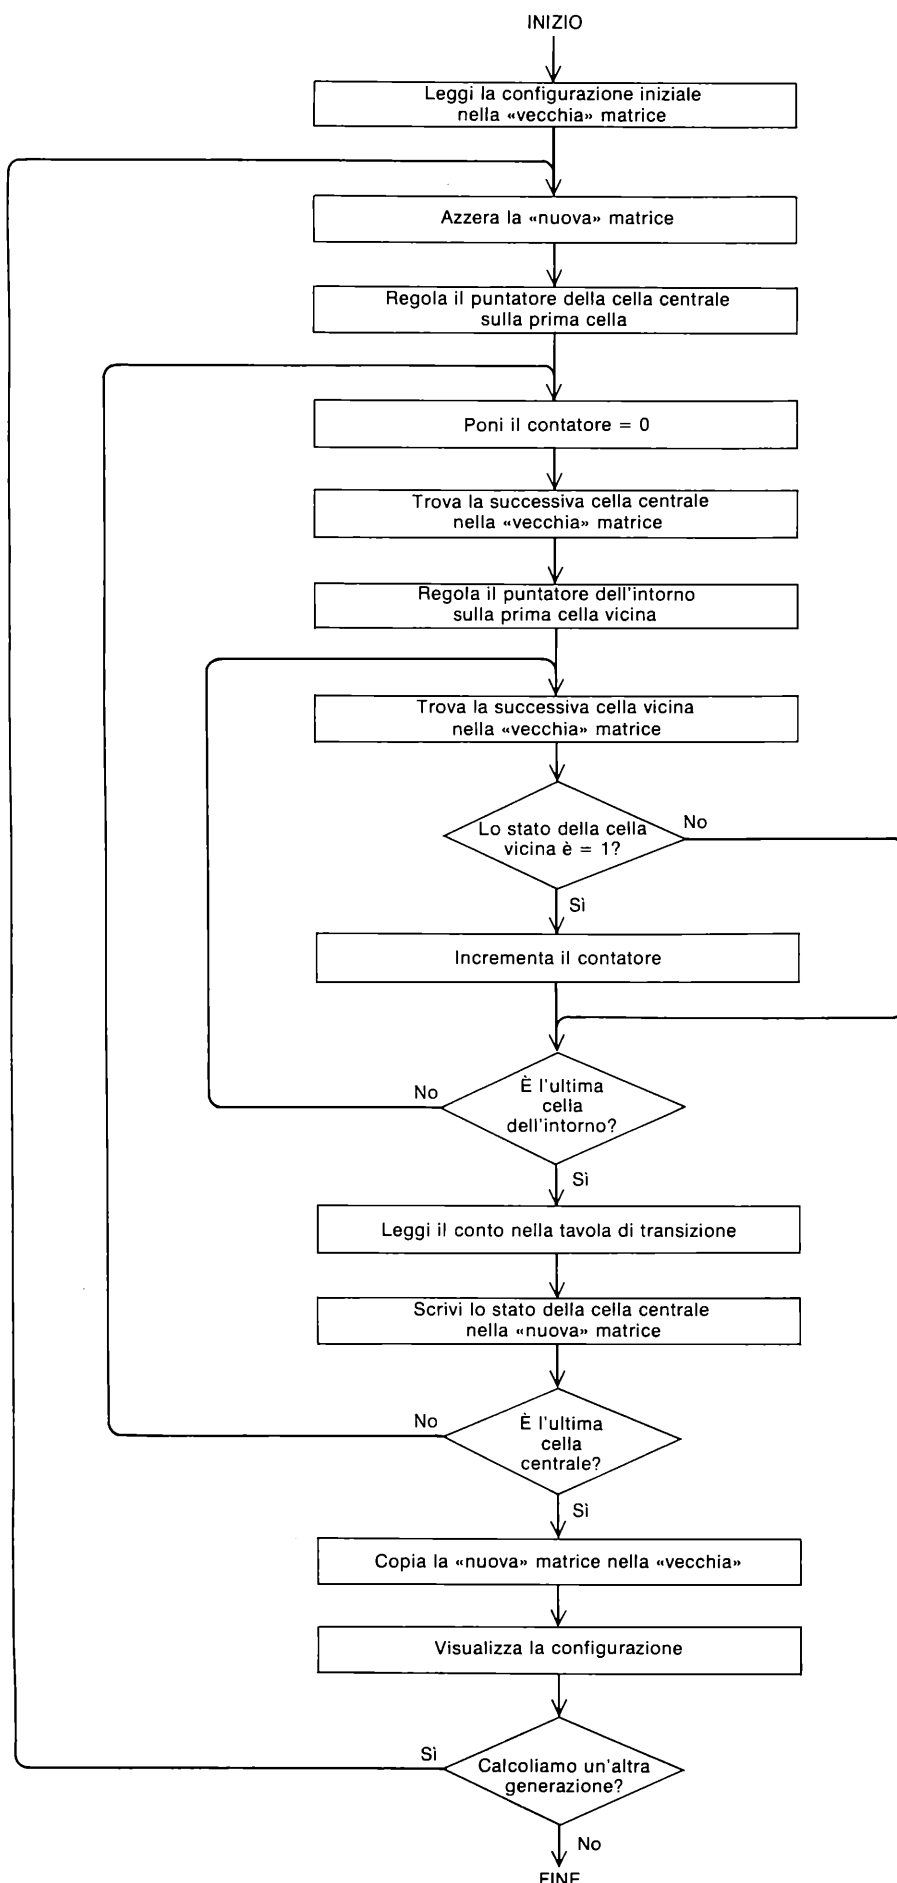 INIZIO
Leggi la configurazione iniziale
nella «vecchia» matrice
Azzera la «nuova» matrice
Regola il puntatore della cella centrale
sulla prima cella
Poni il contatore = 0
Trova la successiva cella centrale
nella «vecchia» matrice
Regola il puntatore dell'intorno
sulla prima cella vicina
Trova la successiva cella vicina
nella «vecchia» matrice
Lo stato della cella
vicina è = 1?
No
Sì
Incrementa il contatore
È l'ultima
cella
dell'intorno?
No
Sì
Leggi il conto nella tavola di transizione
Scrivi lo stato della cella centrale
nella «nuova» matrice
È l'ultima
cella
centrale?
No
Sì
Copia la «nuova» matrice nella «vecchia»
Visualizza la configurazione
Calcoliamo un'altra
generazione?
Sì
No
FINE